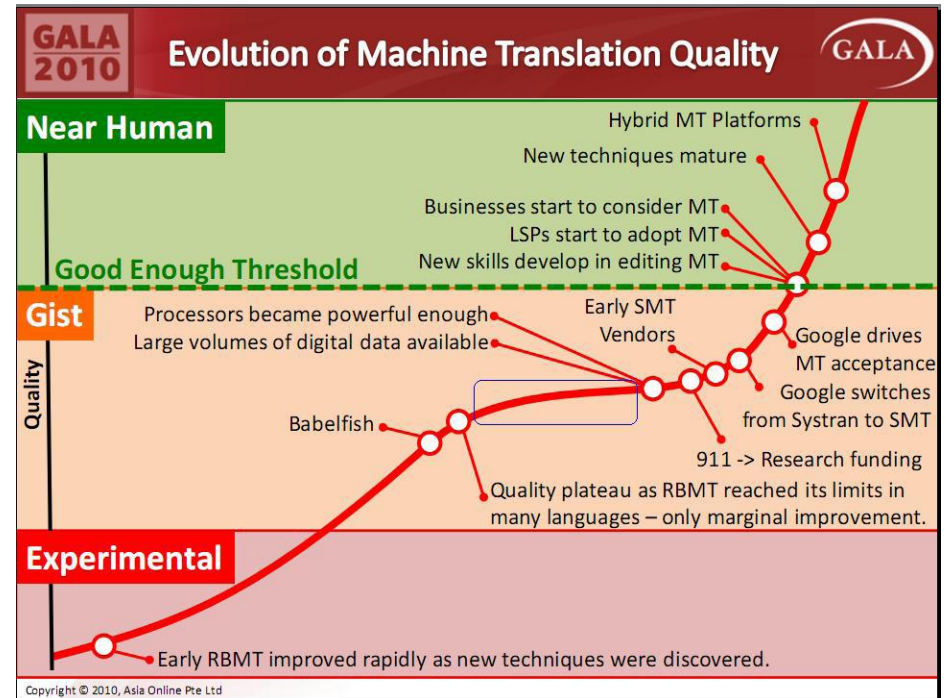 GALA
2010
Evolution of Machine Translation Quality
GALA
Near Human
Hybrid MT Platforms
New techniques mature
Businesses start to consider MT
LSPs start to adopt MT
New skills develop in editing MT
Good Enough Threshold
Gist
Processors became powerful enough
Large volumes of digital data available
Early SMT
Vendors
Google drives
MT acceptance
Google switches
from Systran to SMT
Quality
Babelfish
911 -> Research funding
Quality plateau as RBMT reached its limits in
many languages – only marginal improvement.
Experimental
Early RBMT improved rapidly as new techniques were discovered.
Copyright © 2010, Asia Online Pte Ltd